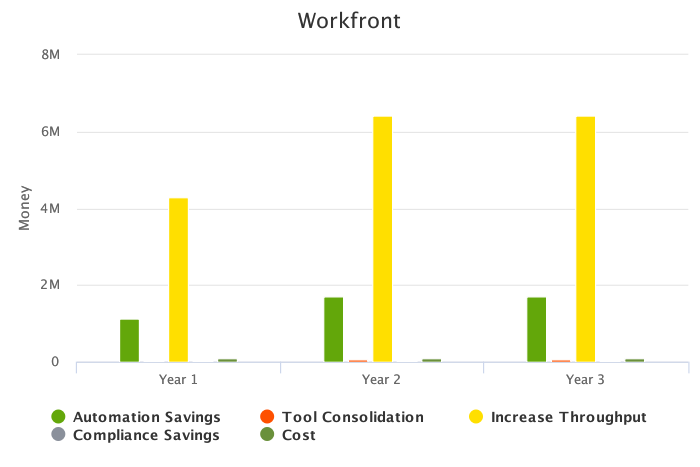 Workfront
8M
6M
4M
2M
0
Money
Year 1
Year 2
Year 3
Automation Savings
Tool Consolidation
Increase Throughput
Compliance Savings
Cost